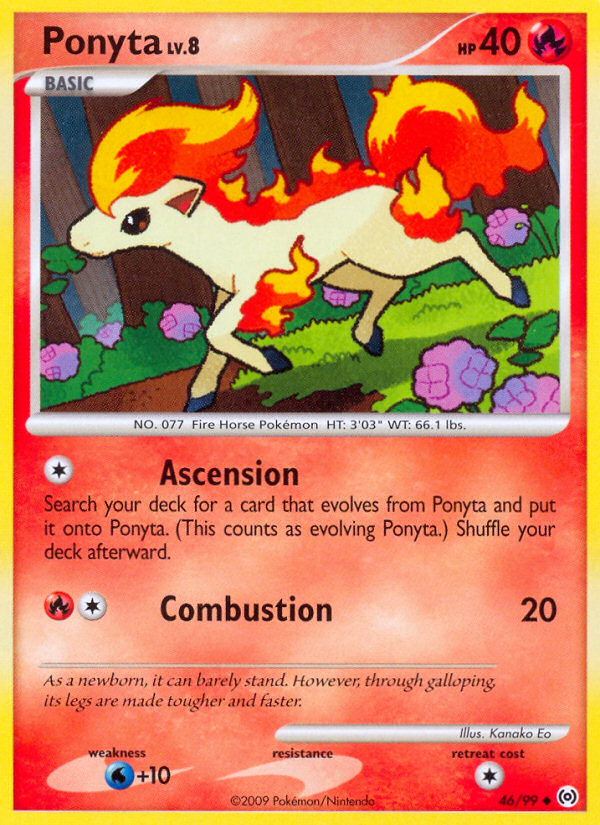 Ponyta LV.8
HP 40
BASIC
NO. 077 Fire Horse Pokémon HT: 3'03" WT: 66.1 lbs.
Ascension
Search your deck for a card that evolves from Ponyta and put
it onto Ponyta. (This counts as evolving Ponyta.) Shuffle your
deck afterward.
Combustion 20
As a newborn, it can barely stand. However, through galloping,
its legs are made tougher and faster.
Illus. Kanako Eo
weakness resistance retreat cost
+10
©2009 Pokémon/Nintendo 46/99